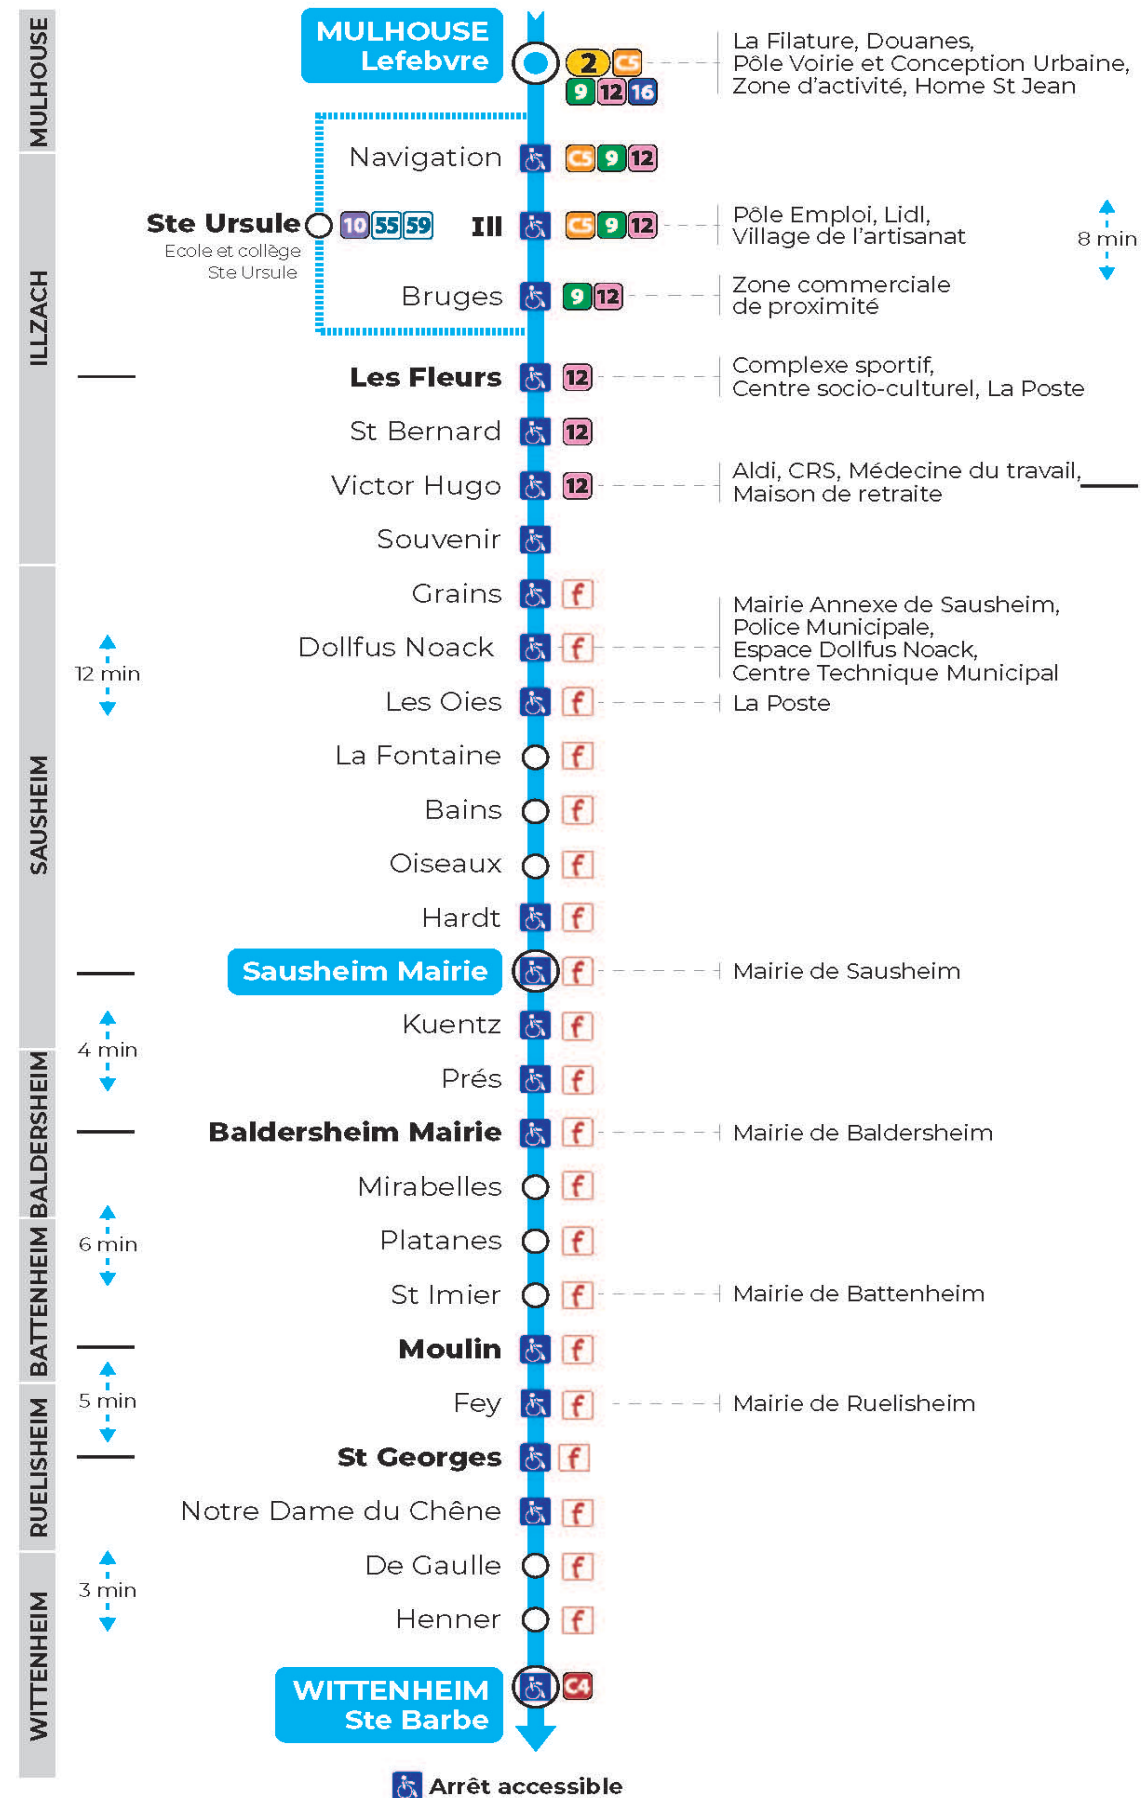 MULHOUSE
MULHOUSE
Lefebvre
2 C5
9 12 16
La Filature, Douanes,
Pôle Voirie et Conception Urbaine,
Zone d'activité, Home St Jean
ILLZACH
Navigation
C5 9 12
Ste Ursule
Ecole et collège
Ste Ursule
10 55 59
Ill
C5 9 12
Pôle Emploi, Lidl,
Village de l'artisanat
8 min
Bruges
9 12
Zone commerciale
de proximité
Les Fleurs
12
Complexe sportif,
Centre socio-culturel, La Poste
St Bernard
12
Victor Hugo
12
Aldi, CRS, Médecine du travail,
Maison de retraite
Souvenir
SAUSHEIM
Grains
f
12 min
Dollfus Noack
f
Mairie Annexe de Sausheim,
Police Municipale,
Espace Dollfus Noack,
Centre Technique Municipal
Les Oies
f
La Poste
La Fontaine
f
Bains
f
Oiseaux
f
Hardt
f
Sausheim Mairie
f
Mairie de Sausheim
Kuentz
f
4 min
BALDERSHEIM
Prés
f
Baldersheim Mairie
f
Mairie de Baldersheim
Mirabelles
f
BATTENHEIM
Platanes
f
6 min
St Imier
f
Mairie de Battenheim
Moulin
f
RUELISHEIM
5 min
Fey
f
Mairie de Ruelisheim
St Georges
f
Notre Dame du Chêne
f
WITTENHEIM
De Gaulle
f
3 min
Henner
f
WITTENHEIM
Ste Barbe
C4
Arrêt accessible